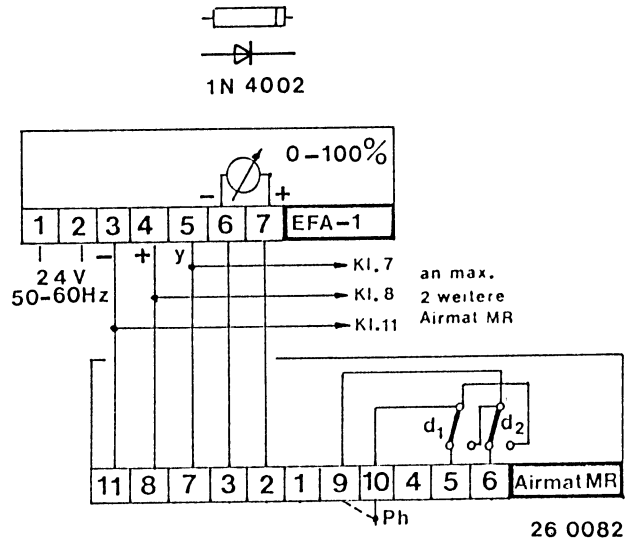 1N 4002
0–100%
– +
1 2 3 4 5 6 7 EFA–1
– + y
24V
50–60Hz
Kl.7
Kl.8
Kl.11
an max.
2 weitere
Airmat MR
d1 d2
11 8 7 3 2 1 9 10 4 5 6 Airmat MR
Ph
26 0082